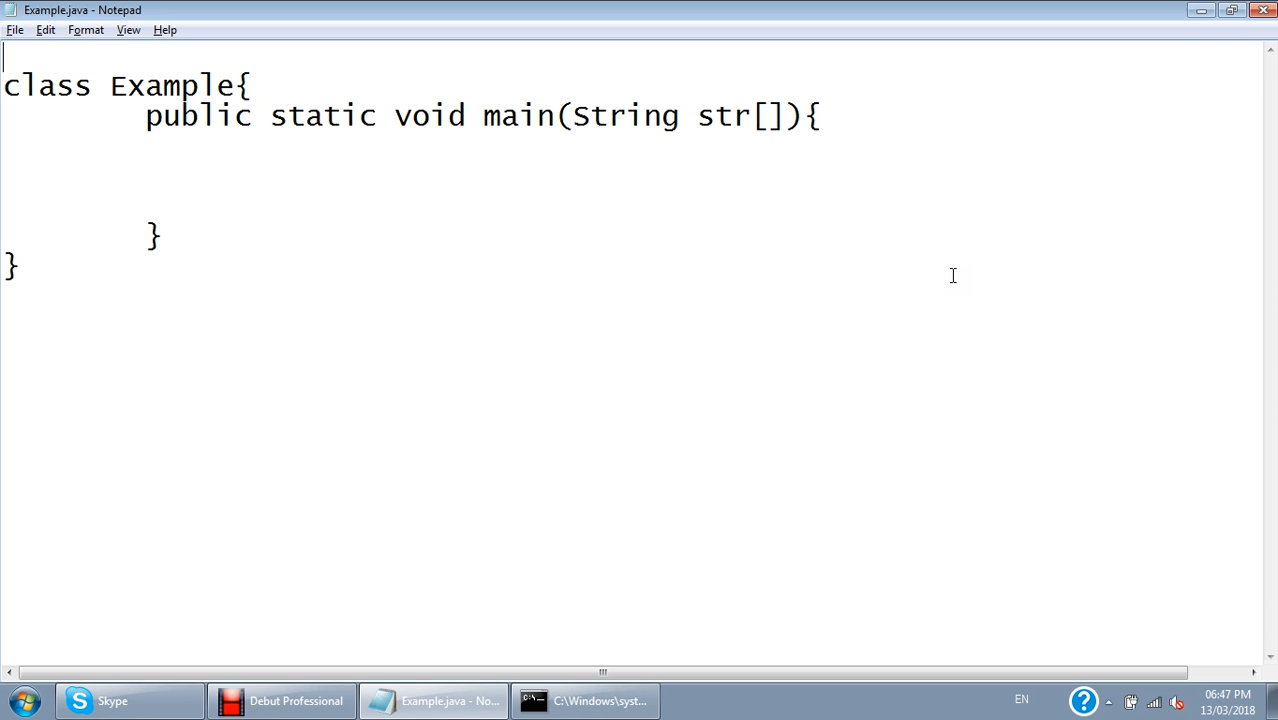 Example.java - Notepad
File Edit Format View Help
class Example{
public static void main(String str[]){
}
}
Skype
Debut Professional
Example.java - No...
C:\Windows\syst...
EN
06:47 PM
13/03/2018